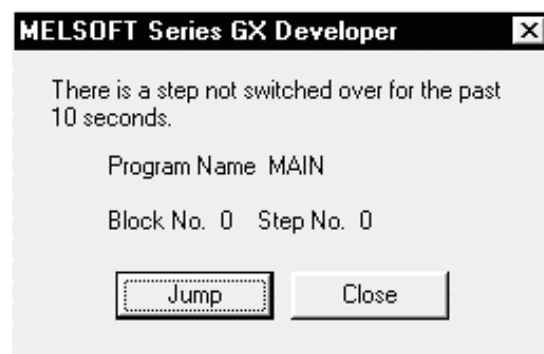 MELSOFT Series GX Developer
There is a step not switched over for the past
10 seconds.
Program Name MAIN
Block No. 0 Step No. 0
Jump Close